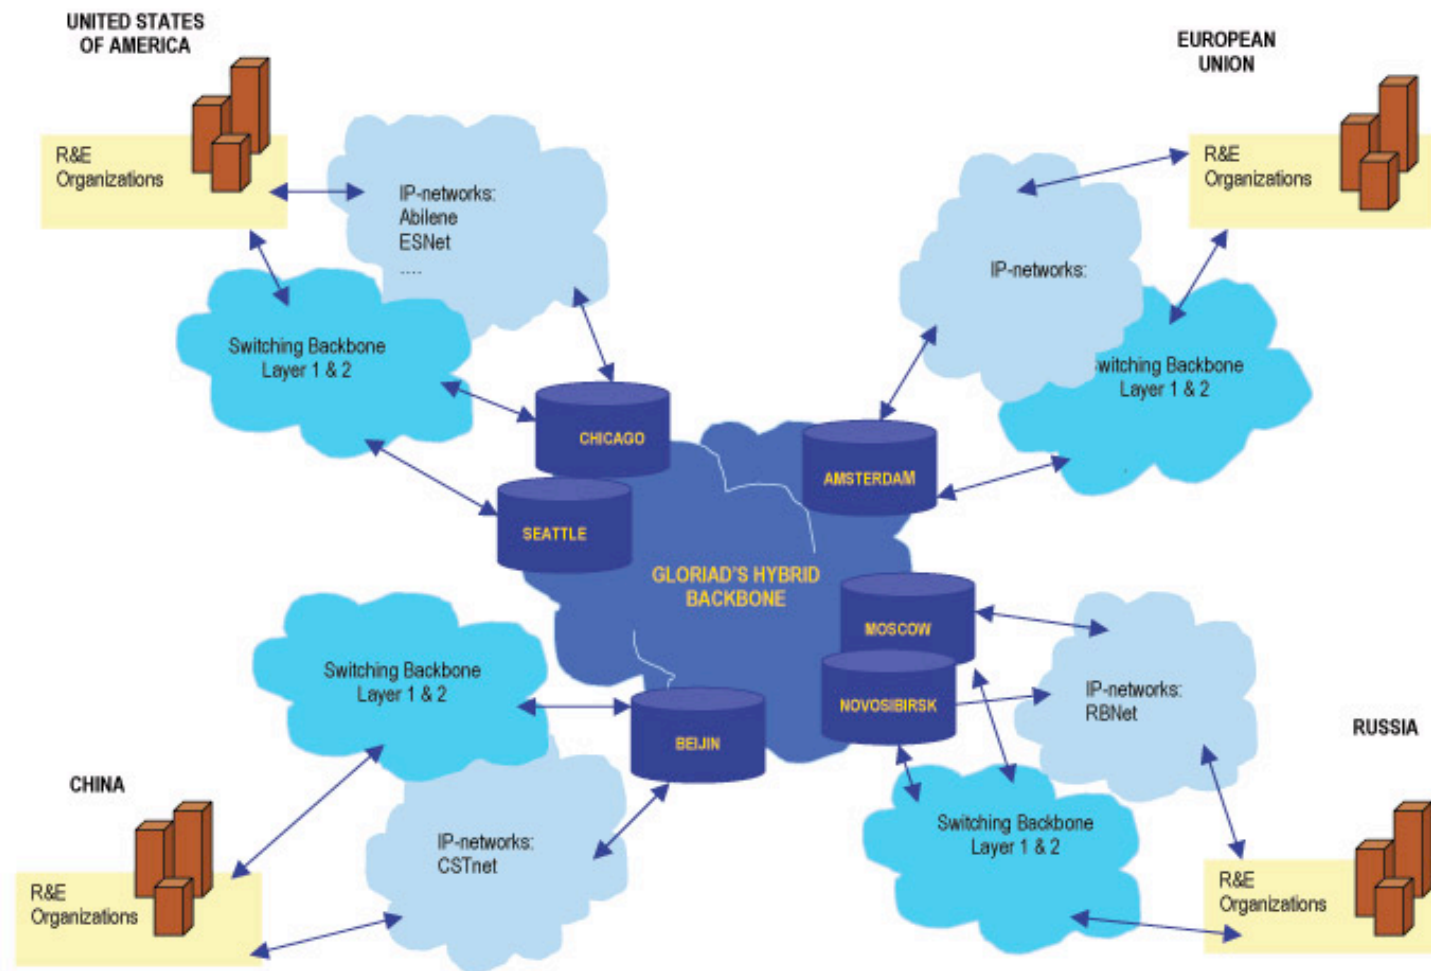 UNITED STATES
OF AMERICA
R&E
Organizations
IP-networks:
Abilene
ESNet
....
Switching Backbone
Layer 1 & 2
EUROPEAN
UNION
R&E
Organizations
IP-networks:
witching Backbone
Layer 1 & 2
CHICAGO
SEATTLE
AMSTERDAM
GLORIAD'S HYBRID
BACKBONE
MOSCOW
NOVOSIBIRSK
BEIJIN
Switching Backbone
Layer 1 & 2
CHINA
R&E
Organizations
IP-networks:
CSTnet
IP-networks:
RBNet
RUSSIA
Switching Backbone
Layer 1 & 2
R&E
Organizations